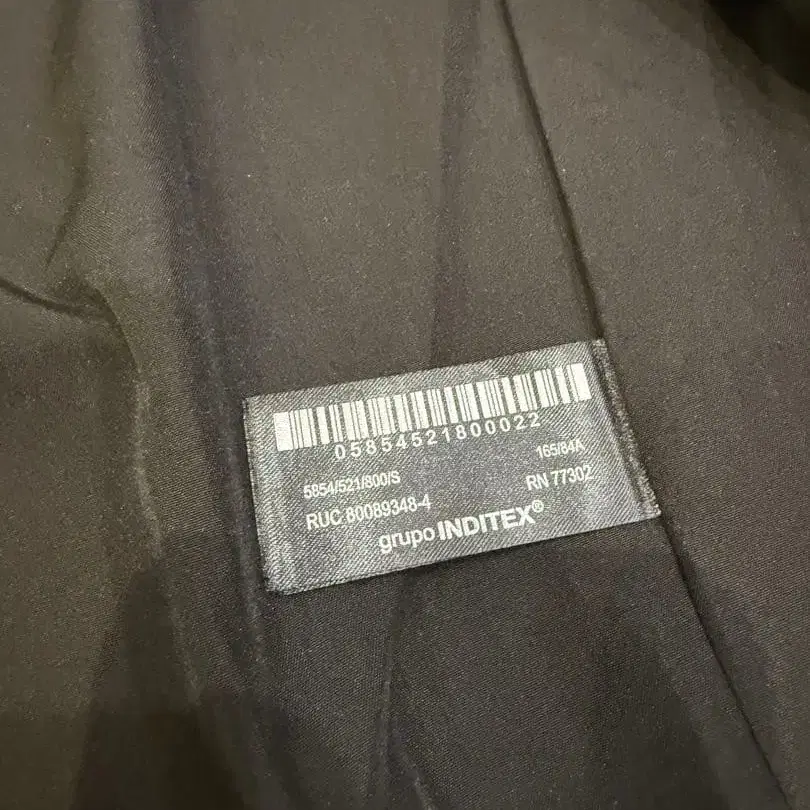 05854521800022
5854/521/800/S 165/84A
RUC 80089348-4 RN 77302
grupo INDITEX®